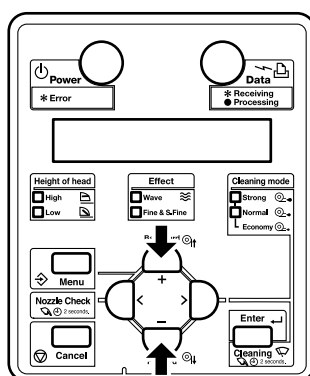 Power
Data
* Error
* Receiving
● Processing
Height of head
High
Low
Effect
Wave
Fine & S.Fine
Cleaning mode
Strong
Normal
Economy
+
< >
−
Menu
Nozzle Check
2 seconds.
Cancel
Enter
Cleaning
2 seconds.